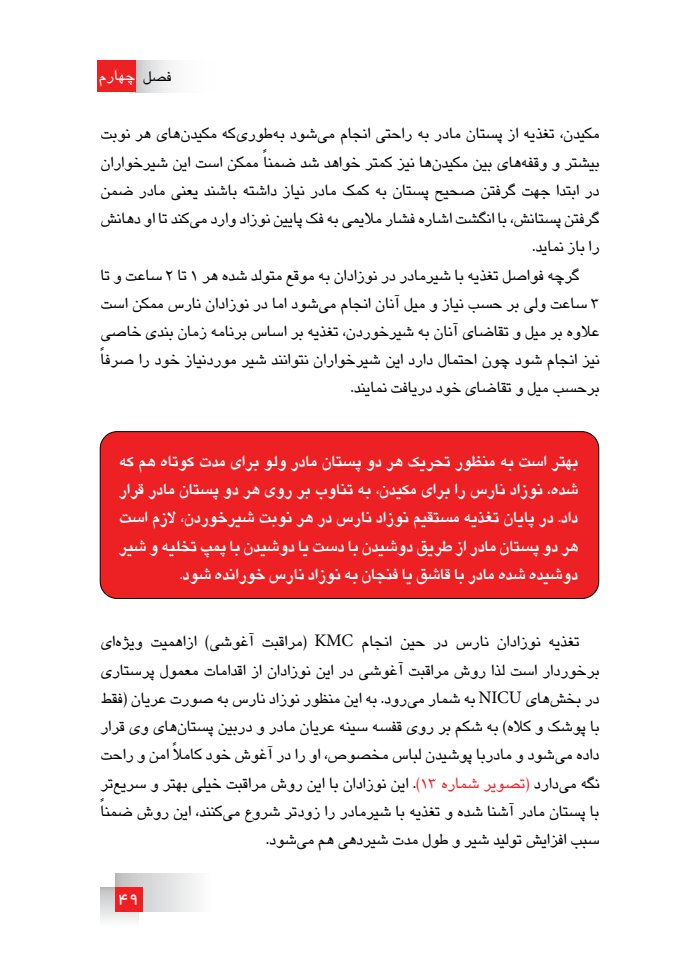 فصل چهارم
مکیدن، تغذیه از پستان مادر به راحتی انجام می‌شود به‌طوری‌که مکیدن‌های هر نوبت
بیشتر و وقفه‌های بین مکیدن‌ها نیز کمتر خواهد شد ضمناً ممکن است این شیرخواران
در ابتدا جهت گرفتن صحیح پستان به کمک مادر نیاز داشته باشند یعنی مادر ضمن
گرفتن پستانش، با انگشت اشاره فشار ملایمی به فک پایین نوزاد وارد می‌کند تا او دهانش
را باز نماید.
گرچه فواصل تغذیه با شیرمادر در نوزادان به موقع متولد شده هر ۱ تا ۲ ساعت و تا
۳ ساعت ولی بر حسب نیاز و میل آنان انجام می‌شود اما در نوزادان نارس ممکن است
علاوه بر میل و تقاضای آنان به شیرخوردن، تغذیه بر اساس برنامه زمان بندی خاصی
نیز انجام شود چون احتمال دارد این شیرخواران نتوانند شیر موردنیاز خود را صرفاً
برحسب میل و تقاضای خود دریافت نمایند.
بهتر است به منظور تحریک هر دو پستان مادر ولو برای مدت کوتاه هم که
شده، نوزاد نارس را برای مکیدن، به تناوب بر روی هر دو پستان مادر قرار
داد. در پایان تغذیه مستقیم نوزاد نارس در هر نوبت شیرخوردن، لازم است
هر دو پستان مادر از طریق دوشیدن با دست یا دوشیدن با پمپ تخلیه و شیر
دوشیده شده مادر با قاشق یا فنجان به نوزاد نارس خورانده شود.
تغذیه نوزادان نارس در حین انجام KMC (مراقبت آغوشی) ازاهمیت ویژه‌ای
برخوردار است لذا روش مراقبت آغوشی در این نوزادان از اقدامات معمول پرستاری
در بخش‌های NICU به شمار می‌رود. به این منظور نوزاد نارس به صورت عریان (فقط
با پوشک و کلاه) به شکم بر روی قفسه سینه عریان مادر و دربین پستان‌های وی قرار
داده می‌شود و مادربا پوشیدن لباس مخصوص، او را در آغوش خود کاملاً امن و راحت
نگه می‌دارد (تصویر شماره ۱۳). این نوزادان با این روش مراقبت خیلی بهتر و سریع‌تر
با پستان مادر آشنا شده و تغذیه با شیرمادر را زودتر شروع می‌کنند، این روش ضمناً
سبب افزایش تولید شیر و طول مدت شیردهی هم می‌شود.
۴۹